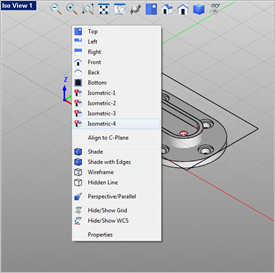 Iso View 1
Top
Left
Right
Front
Back
Bottom
Isometric-1
Isometric-2
Isometric-3
Isometric-4
Align to C-Plane
Shade
Shade with Edges
Wireframe
Hidden Line
Perspective/Parallel
Hide/Show Grid
Hide/Show WCS
Properties
Z